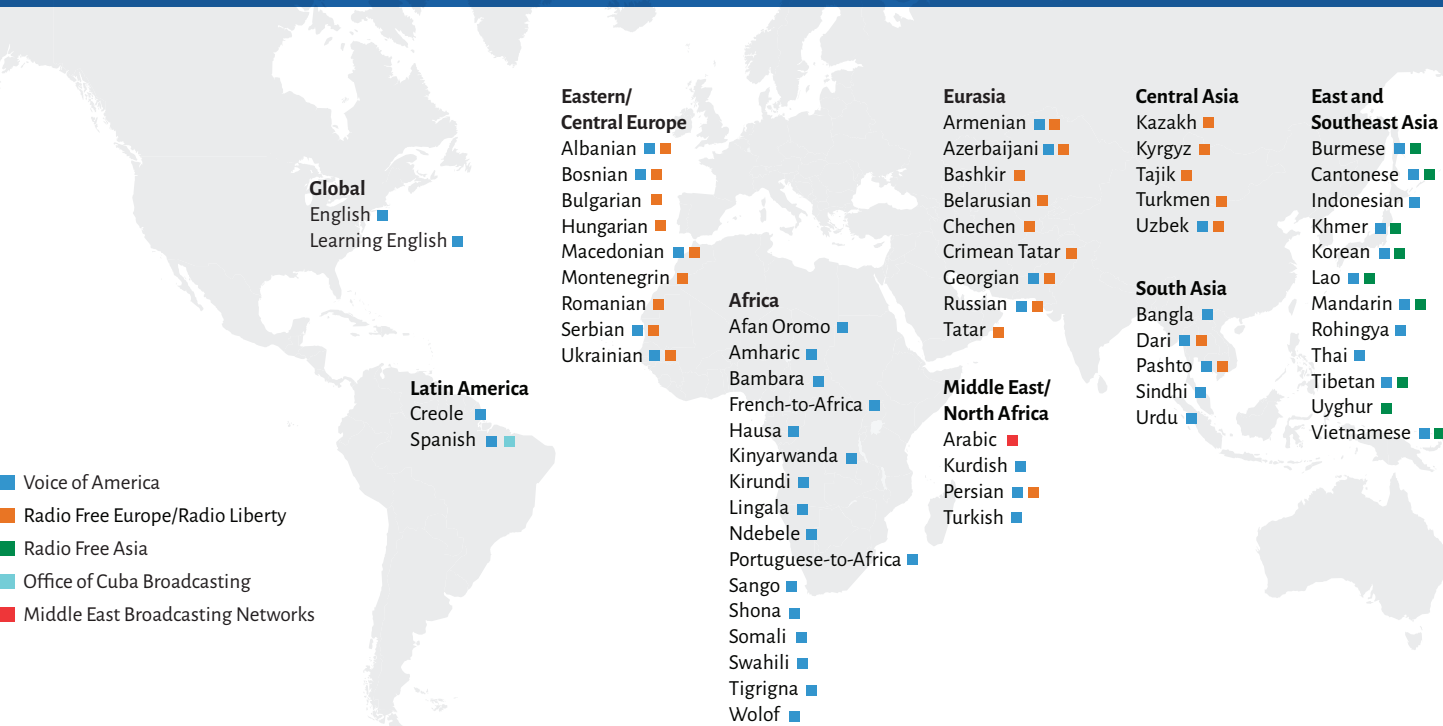 Global
English
Learning English
Latin America
Creole
Spanish
Voice of America
Radio Free Europe/Radio Liberty
Radio Free Asia
Office of Cuba Broadcasting
Middle East Broadcasting Networks
Eastern/
Central Europe
Albanian
Bosnian
Bulgarian
Hungarian
Macedonian
Montenegrin
Romanian
Serbian
Ukrainian
Africa
Afan Oromo
Amharic
Bambara
French-to-Africa
Hausa
Kinyarwanda
Kirundi
Lingala
Ndebele
Portuguese-to-Africa
Sango
Shona
Somali
Swahili
Tigrigna
Wolof
Eurasia
Armenian
Azerbaijani
Bashkir
Belarusian
Chechen
Crimean Tatar
Georgian
Russian
Tatar
Middle East/
North Africa
Arabic
Kurdish
Persian
Turkish
Central Asia
Kazakh
Kyrgyz
Tajik
Turkmen
Uzbek
South Asia
Bangla
Dari
Pashto
Sindhi
Urdu
East and
Southeast Asia
Burmese
Cantonese
Indonesian
Khmer
Korean
Lao
Mandarin
Rohingya
Thai
Tibetan
Uyghur
Vietnamese